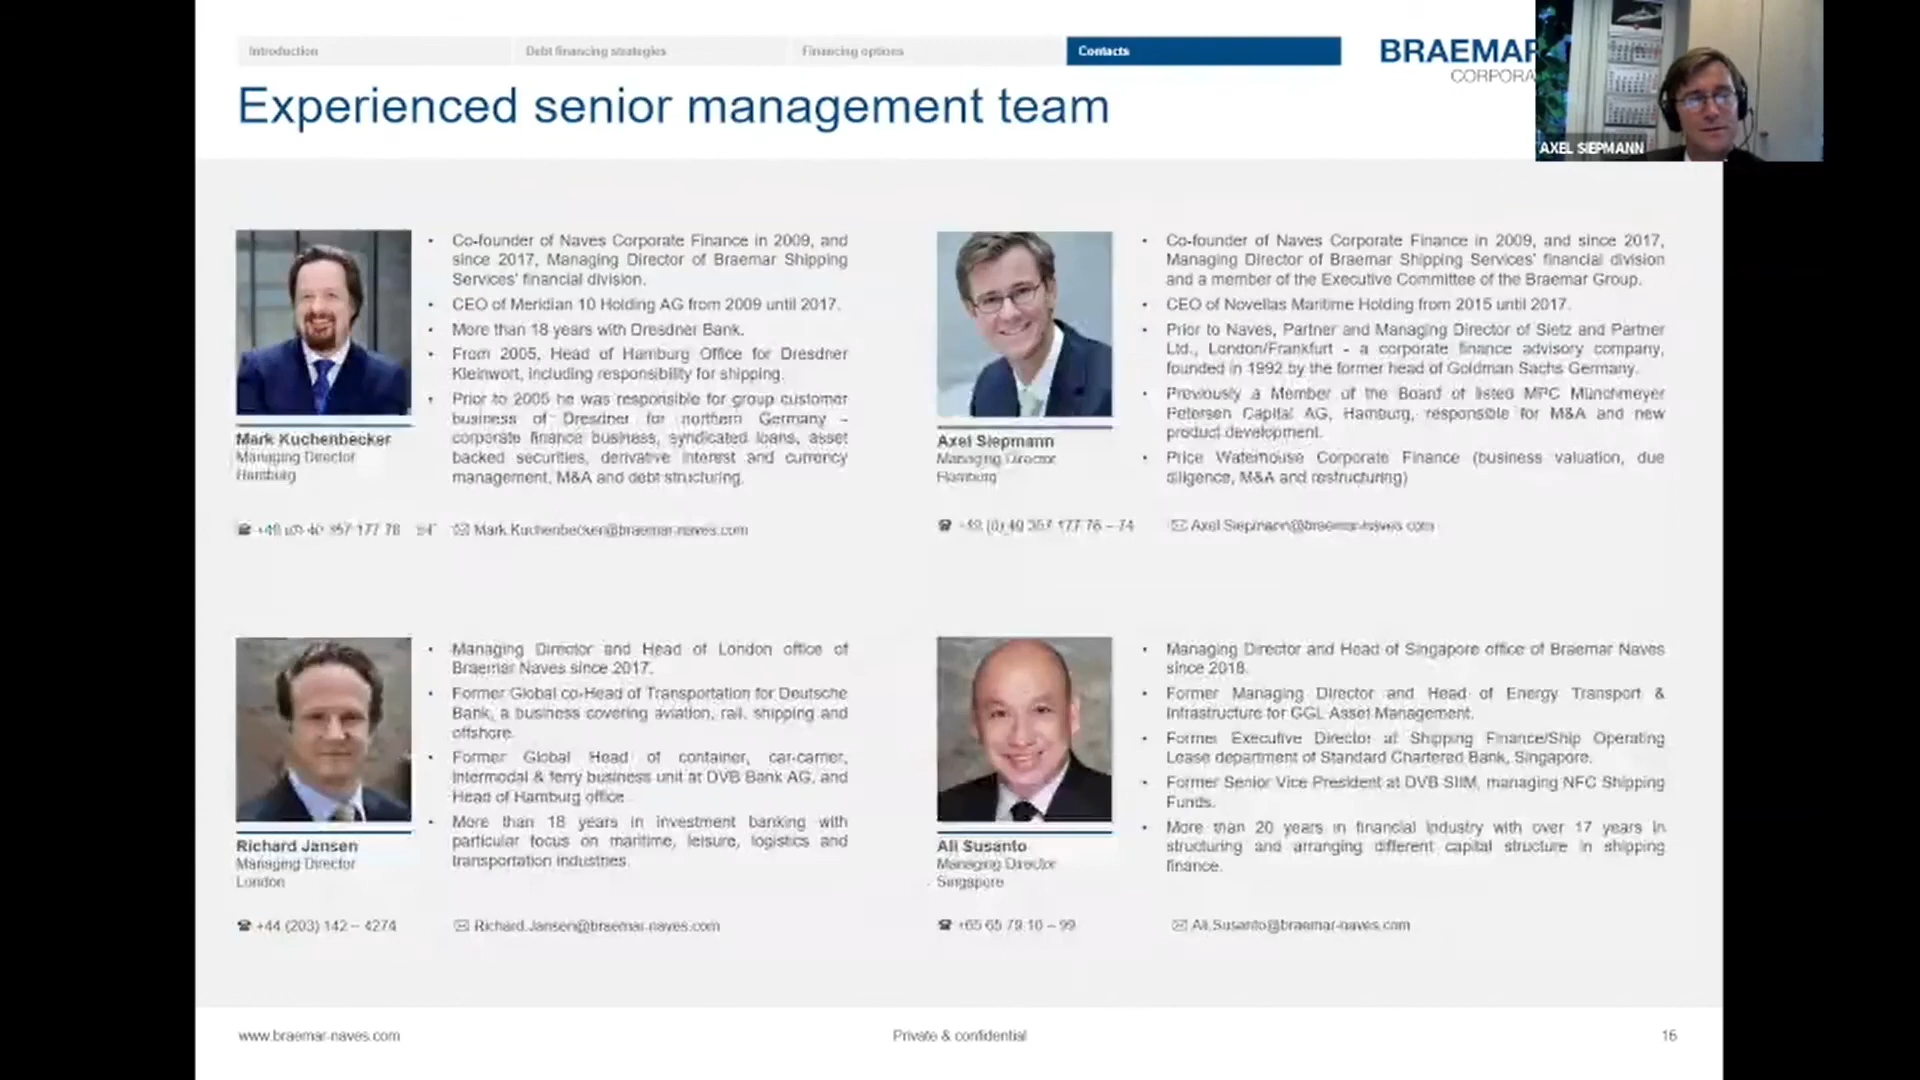 Introduction
Debt financing strategies
Financing options
Contacts
BRAEMAR
CORPORA
AXEL SIEPMANN
Experienced senior management team
• Co-founder of Naves Corporate Finance in 2009, and
since 2017, Managing Director of Braemar Shipping
Services' financial division.
• CEO of Meridian 10 Holding AG from 2009 until 2017.
• More than 18 years with Dresdner Bank.
• From 2005, Head of Hamburg Office for Dresdner
Kleinwort, including responsibility for shipping.
• Prior to 2005 he was responsible for group customer
business of Dresdner for northern Germany -
corporate finance business, syndicated loans, asset
backed securities, derivative interest and currency
management, M&A and debt structuring.
Mark Kuchenbecker
Managing Director
Hamburg
Mark.Kuchenbecker@braemar-naves.com
• Co-founder of Naves Corporate Finance in 2009, and since 2017,
Managing Director of Braemar Shipping Services' financial division
and a member of the Executive Committee of the Braemar Group.
• CEO of Novellas Maritime Holding from 2015 until 2017.
• Prior to Naves, Partner and Managing Director of Sietz and Partner
Ltd., London/Frankfurt - a corporate finance advisory company,
founded in 1992 by the former head of Goldman Sachs Germany.
• Previously a Member of the Board of listed MPC Münchmeyer
Petersen Capital AG, Hamburg, responsible for M&A and new
product development.
• Price Waterhouse Corporate Finance (business valuation, due
diligence, M&A and restructuring)
Axel Siepmann
Managing Director
Hamburg
Axel.Siepmann@braemar-naves.com
• Managing Director and Head of London office of
Braemar Naves since 2017.
• Former Global co-Head of Transportation for Deutsche
Bank, a business covering aviation, rail, shipping and
offshore.
• Former Global Head of container, car-carrier,
intermodal & ferry business unit at DVB Bank AG, and
Head of Hamburg office.
• More than 18 years in investment banking with
particular focus on maritime, leisure, logistics and
transportation industries.
Richard Jansen
Managing Director
London
+44 (203) 142 – 4274
Richard.Jansen@braemar-naves.com
• Managing Director and Head of Singapore office of Braemar Naves
since 2018.
• Former Managing Director and Head of Energy Transport &
Infrastructure for GGL Asset Management.
• Former Executive Director at Shipping Finance/Ship Operating
Lease department of Standard Chartered Bank, Singapore.
• Former Senior Vice President at DVB SIIM, managing NFC Shipping
Funds.
• More than 20 years in financial industry with over 17 years in
structuring and arranging different capital structure in shipping
finance.
Ali Susanto
Managing Director
Singapore
+65 65 79 10 – 99
Ali.Susanto@braemar-naves.com
www.braemar-naves.com
Private & confidential